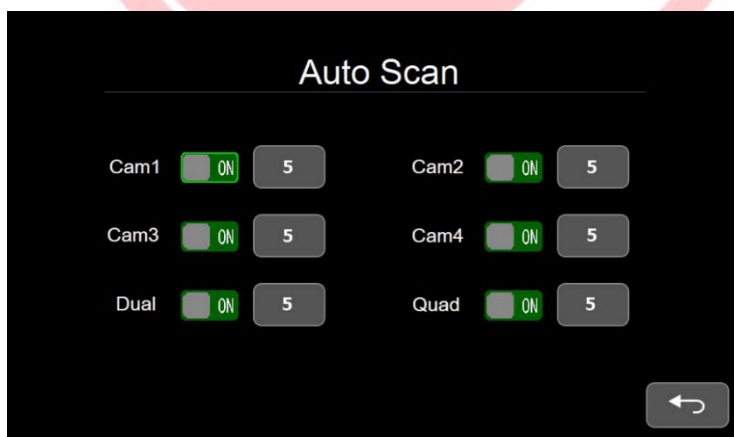 Auto Scan
Cam1 ON 5 Cam2 ON 5
Cam3 ON 5 Cam4 ON 5
Dual ON 5 Quad ON 5